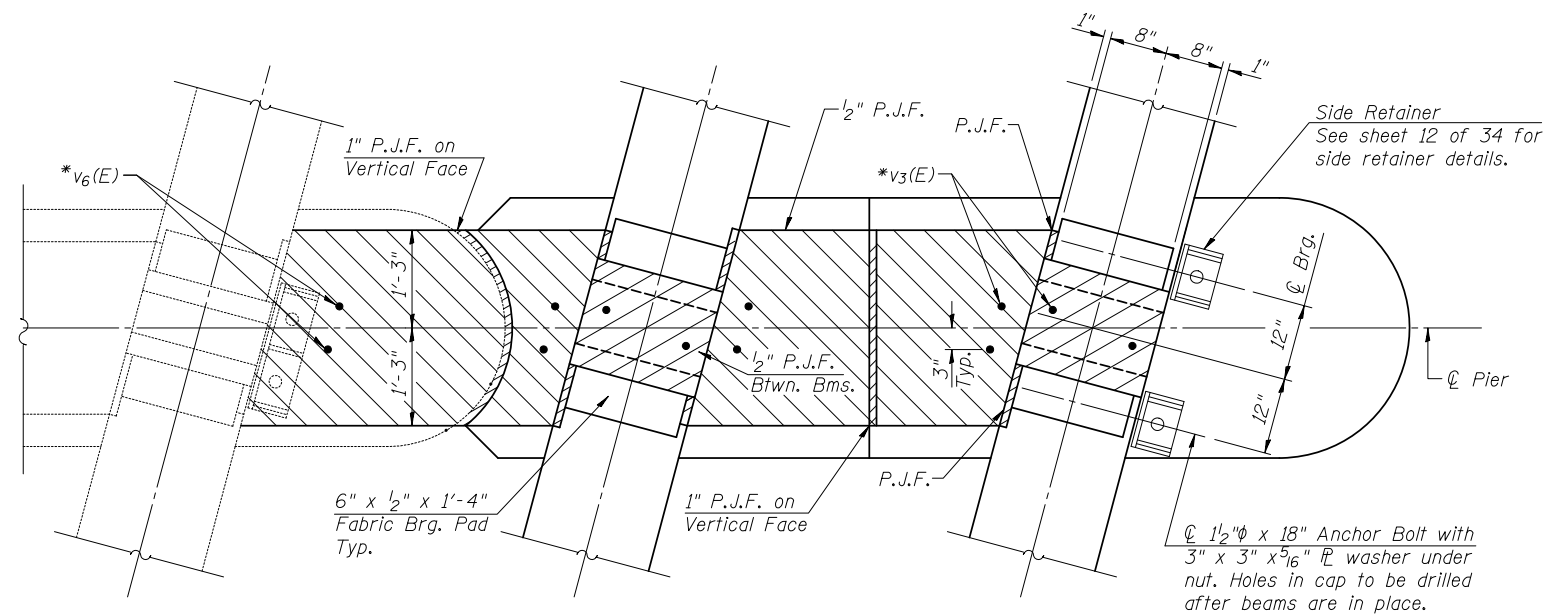 1"
8"
8"
1"
1/2" P.J.F.
P.J.F.
Side Retainer
See sheet 12 of 34 for
side retainer details.
1" P.J.F. on
Vertical Face
*v6(E)
*v3(E)
℄ Brg.
1'-3"
1'-3"
12"
12"
3"
Typ.
1/2" P.J.F.
Btwn. Bms.
℄ Pier
6" x 1/2" x 1'-4"
Fabric Brg. Pad
Typ.
1" P.J.F. on
Vertical Face
P.J.F.
℄ 1 1/2"ϕ x 18" Anchor Bolt with
3" x 3" x 5/16" ⅊ washer under
nut. Holes in cap to be drilled
after beams are in place.